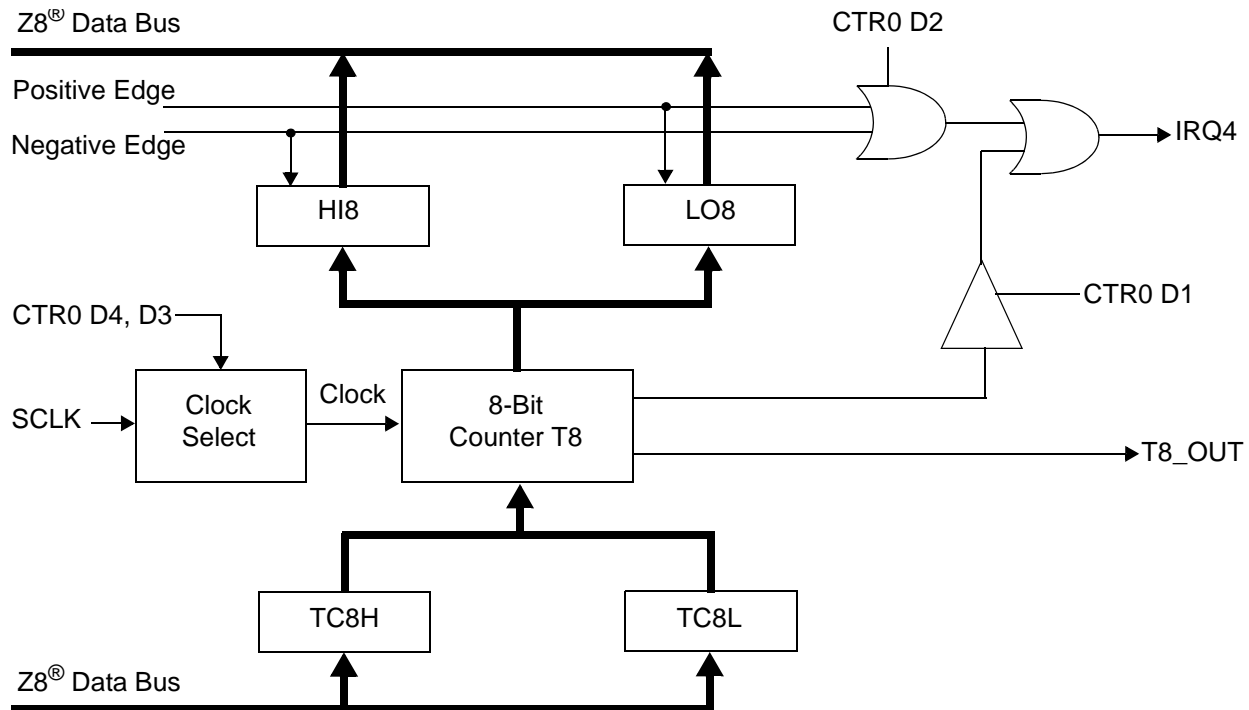 Z8® Data Bus
CTR0 D2
Positive Edge
Negative Edge
IRQ4
HI8
LO8
CTR0 D4, D3
CTR0 D1
SCLK
Clock
Select
Clock
8-Bit
Counter T8
T8_OUT
TC8H
TC8L
Z8® Data Bus